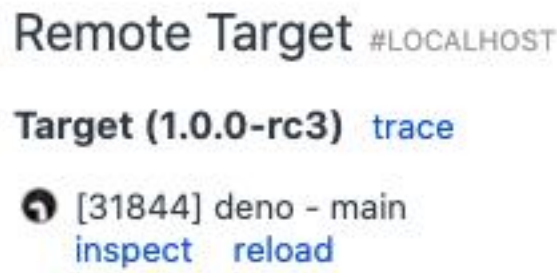 Remote Target #LOCALHOST
Target (1.0.0-rc3) trace
[31844] deno - main
inspect reload